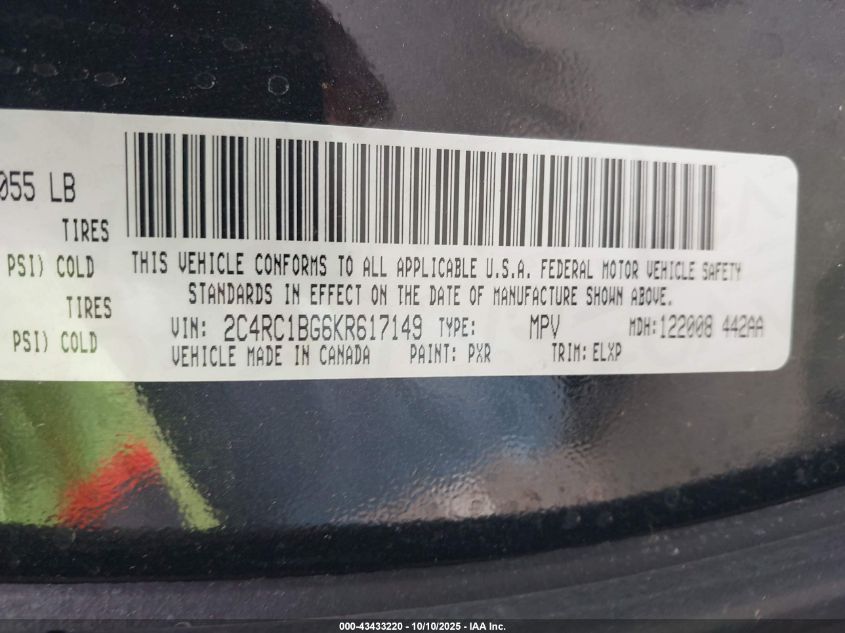 055 LB
TIRES
PSI) COLD
TIRES
PSI) COLD
THIS VEHICLE CONFORMS TO ALL APPLICABLE U.S.A. FEDERAL MOTOR VEHICLE SAFETY
STANDARDS IN EFFECT ON THE DATE OF MANUFACTURE SHOWN ABOVE.
VIN: 2C4RC1BG6KR617149 TYPE: MPV MDH:122008 442AA
VEHICLE MADE IN CANADA PAINT: PXR TRIM: ELXP
000-43433220 - 10/10/2025 - IAA Inc.